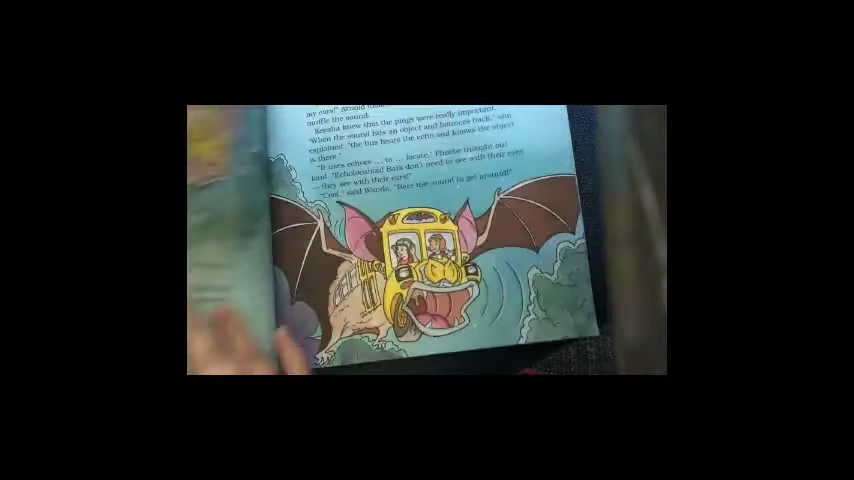 my ears!" Arnold
muffle the sound.
Keesha knew that the pings were really important.
"When the sound hits an object and bounces back," she
explained, "the bus hears the echo and knows the object
is there."
"It uses echoes . . . to . . . locate," Phoebe thought out
loud. "Echolocation! Bats don't need to see with their eyes
—they see with their ears!"
"Cool," said Wanda. "Bats use sound to get around!"